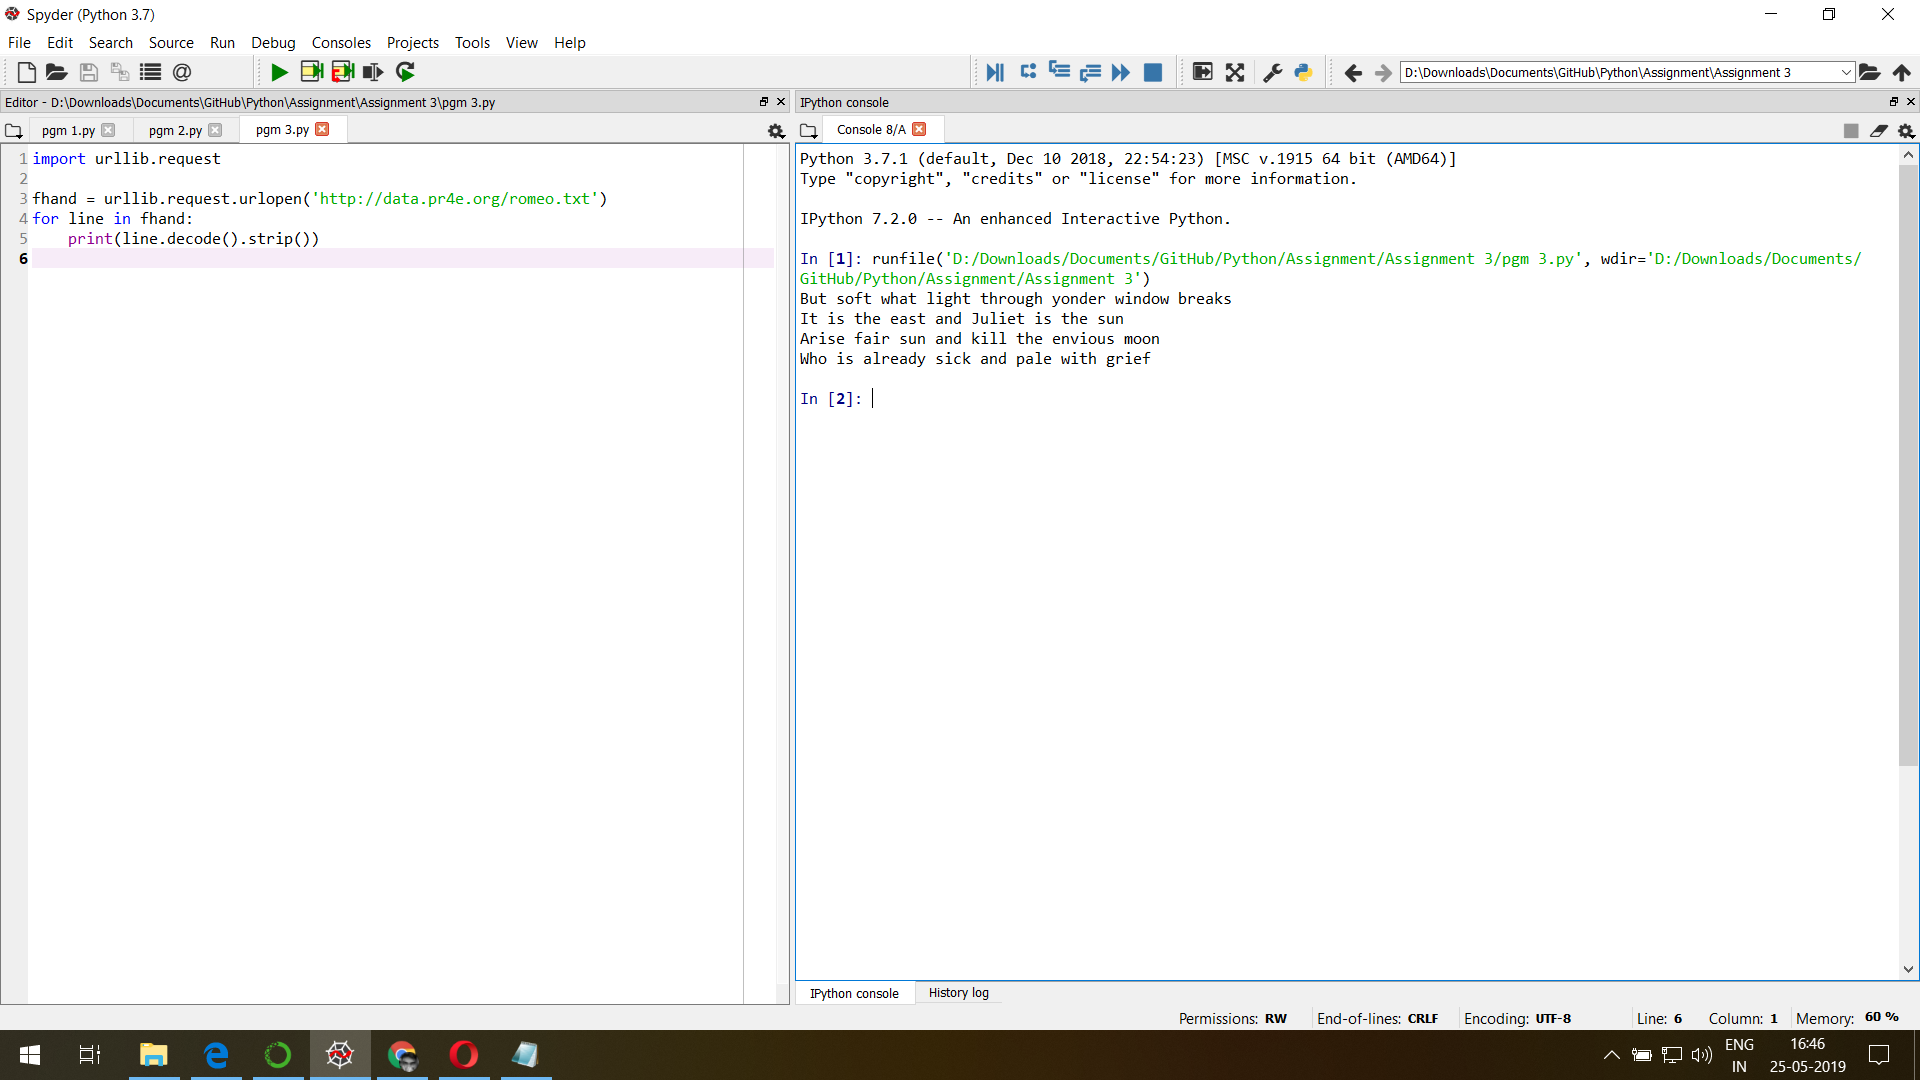 Spyder (Python 3.7)
File Edit Search Source Run Debug Consoles Projects Tools View Help
D:\Downloads\Documents\GitHub\Python\Assignment\Assignment 3
Editor - D:\Downloads\Documents\GitHub\Python\Assignment\Assignment 3\pgm 3.py
pgm 1.py pgm 2.py pgm 3.py
1 import urllib.request
2
3 fhand = urllib.request.urlopen('http://data.pr4e.org/romeo.txt')
4 for line in fhand:
5     print(line.decode().strip())
6
IPython console
Console 8/A
Python 3.7.1 (default, Dec 10 2018, 22:54:23) [MSC v.1915 64 bit (AMD64)]
Type "copyright", "credits" or "license" for more information.
IPython 7.2.0 -- An enhanced Interactive Python.
In [1]: runfile('D:/Downloads/Documents/GitHub/Python/Assignment/Assignment 3/pgm 3.py', wdir='D:/Downloads/Documents/
GitHub/Python/Assignment/Assignment 3')
But soft what light through yonder window breaks
It is the east and Juliet is the sun
Arise fair sun and kill the envious moon
Who is already sick and pale with grief
In [2]:
IPython console History log
Permissions: RW End-of-lines: CRLF Encoding: UTF-8 Line: 6 Column: 1 Memory: 60 %
ENG
IN
16:46
25-05-2019